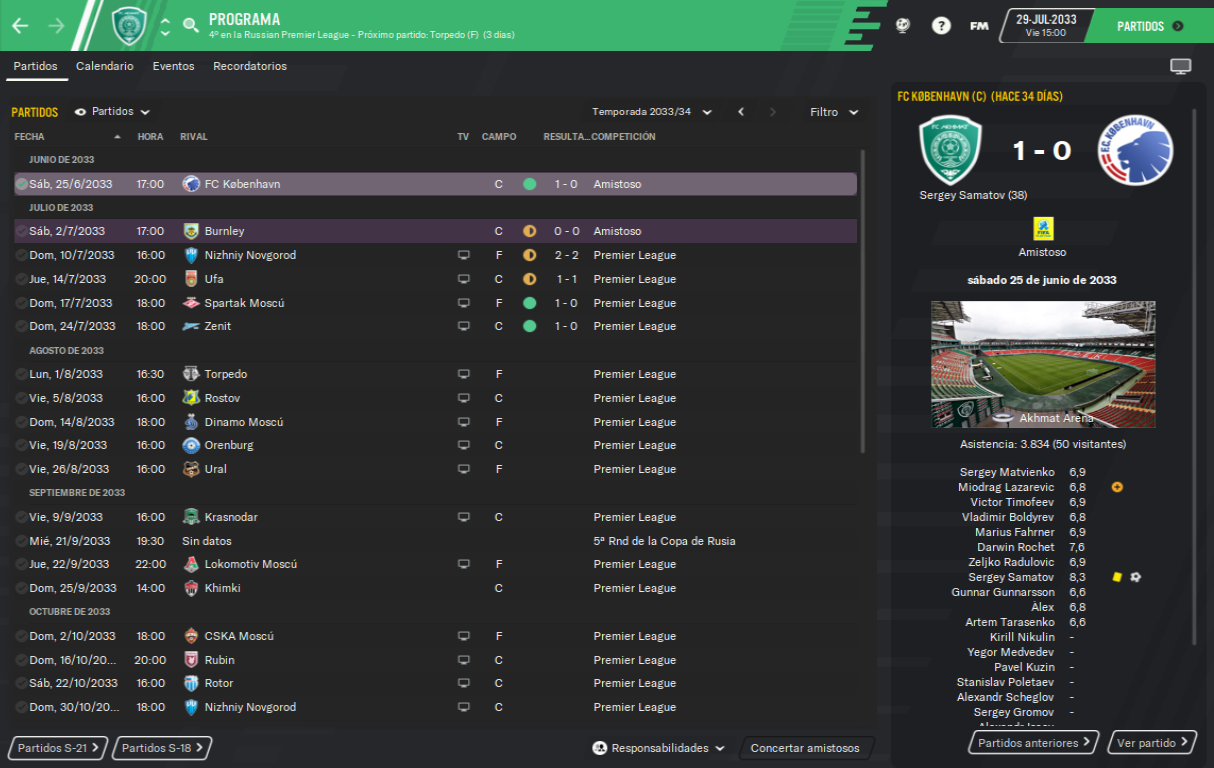 PROGRAMA
4º en la Russian Premier League - Próximo partido: Torpedo (F) (3 días)
?
FM
29-JUL-2033
Vie 15:00
PARTIDOS
Partidos Calendario Eventos Recordatorios
PARTIDOS Partidos Temporada 2033/34 Filtro
FECHA HORA RIVAL TV CAMPO RESULTA... COMPETICIÓN
JUNIO DE 2033
Sáb, 25/6/2033 17:00 FC København C 1 - 0 Amistoso
JULIO DE 2033
Sáb, 2/7/2033 17:00 Burnley C 0 - 0 Amistoso
Dom, 10/7/2033 16:00 Nizhniy Novgorod F 2 - 2 Premier League
Jue, 14/7/2033 20:00 Ufa C 1 - 1 Premier League
Dom, 17/7/2033 18:00 Spartak Moscú F 1 - 0 Premier League
Dom, 24/7/2033 18:00 Zenit C 1 - 0 Premier League
AGOSTO DE 2033
Lun, 1/8/2033 16:30 Torpedo F Premier League
Vie, 5/8/2033 16:00 Rostov C Premier League
Dom, 14/8/2033 18:00 Dinamo Moscú F Premier League
Vie, 19/8/2033 16:00 Orenburg C Premier League
Vie, 26/8/2033 16:00 Ural F Premier League
SEPTIEMBRE DE 2033
Vie, 9/9/2033 16:00 Krasnodar C Premier League
Mié, 21/9/2033 19:30 Sin datos 5ª Rnd de la Copa de Rusia
Jue, 22/9/2033 22:00 Lokomotiv Moscú F Premier League
Dom, 25/9/2033 14:00 Khimki C Premier League
OCTUBRE DE 2033
Dom, 2/10/2033 18:00 CSKA Moscú F Premier League
Dom, 16/10/20... 20:00 Rubin C Premier League
Sáb, 22/10/2033 16:00 Rotor C Premier League
Dom, 30/10/20... 18:00 Nizhniy Novgorod C Premier League
Partidos S-21 Partidos S-18 Responsabilidades Concertar amistosos
FC KØBENHAVN (C) (HACE 34 DÍAS)
1 - 0
Sergey Samatov (38)
Amistoso
sábado 25 de junio de 2033
Akhmat Arena
Asistencia: 3.834 (50 visitantes)
Sergey Matvienko 6,9
Miodrag Lazarevic 6,8
Victor Timofeev 6,9
Vladimir Boldyrev 6,8
Marius Fahrner 6,9
Darwin Rochet 7,6
Zeljko Radulovic 6,9
Sergey Samatov 8,3
Gunnar Gunnarsson 6,6
Àlex 6,8
Artem Tarasenko 6,6
Kirill Nikulin -
Yegor Medvedev -
Pavel Kuzin -
Stanislav Poletaev -
Alexandr Scheglov -
Sergey Gromov -
Partidos anteriores Ver partido